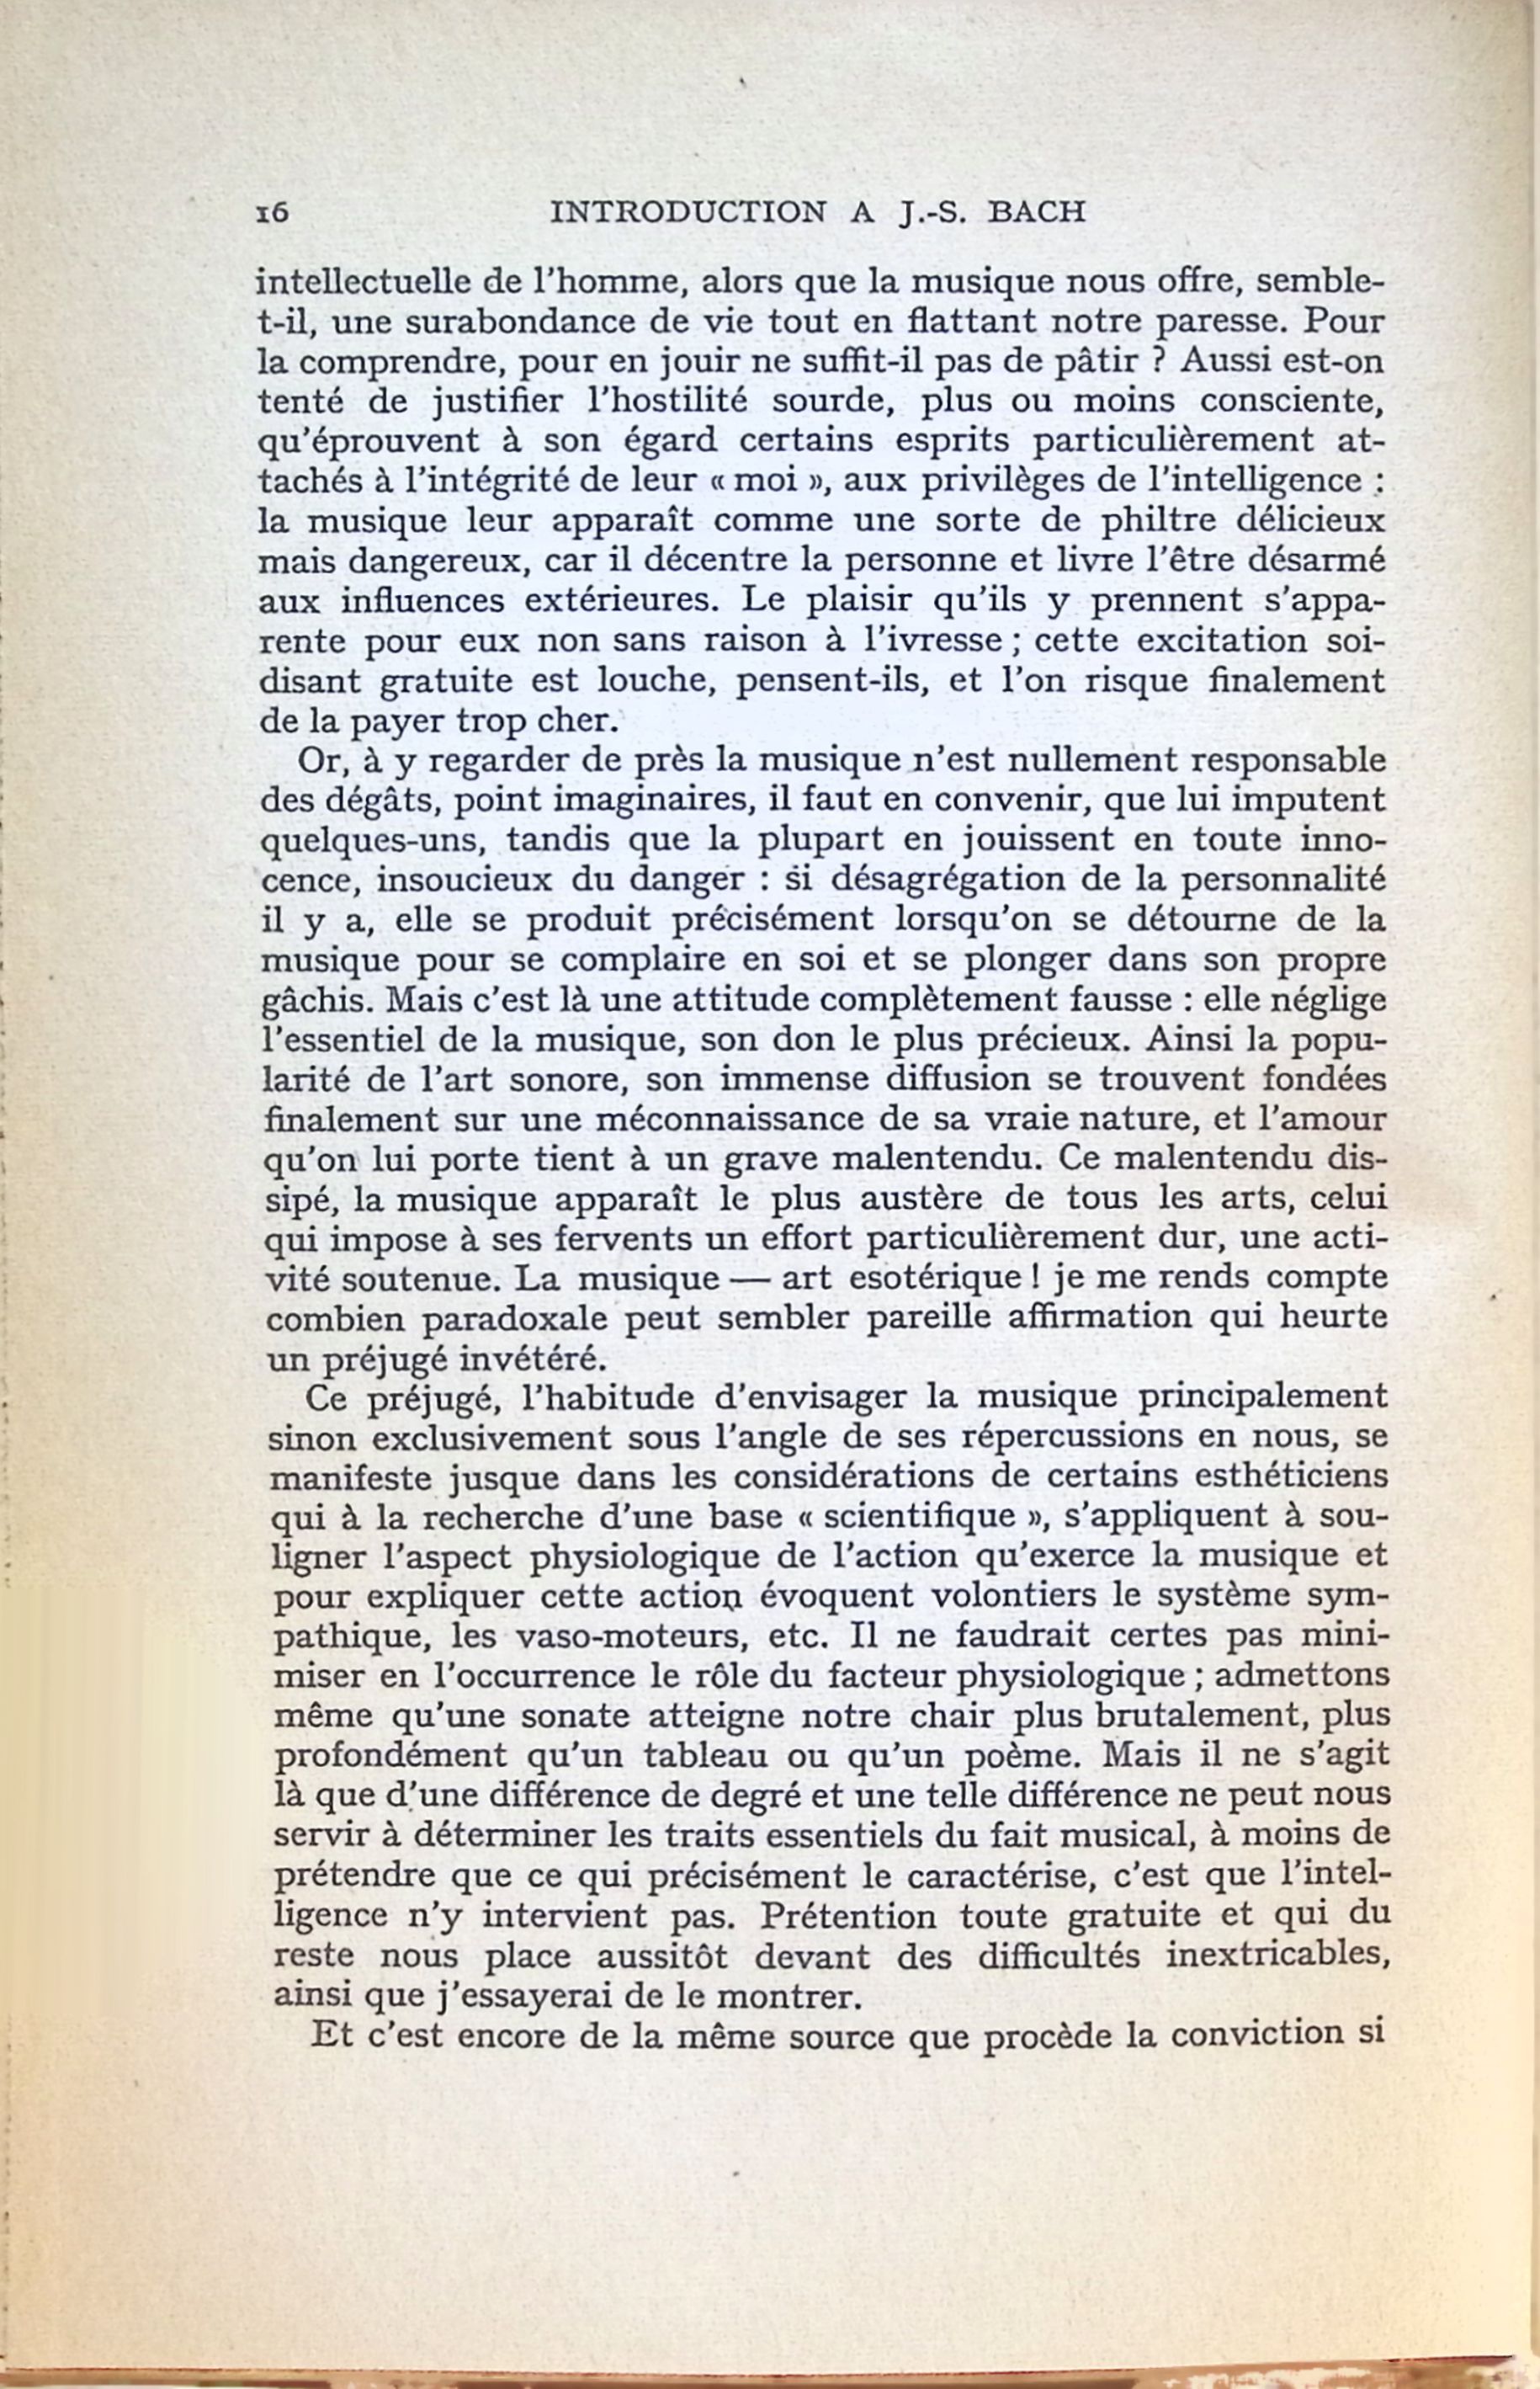 16 INTRODUCTION A J.-S. BACH
intellectuelle de l'homme, alors que la musique nous offre, semble-
t-il, une surabondance de vie tout en flattant notre paresse. Pour
la comprendre, pour en jouir ne suffit-il pas de pâtir ? Aussi est-on
tenté de justifier l'hostilité sourde, plus ou moins consciente,
qu'éprouvent à son égard certains esprits particulièrement at-
tachés à l'intégrité de leur « moi », aux privilèges de l'intelligence :
la musique leur apparaît comme une sorte de philtre délicieux
mais dangereux, car il décentre la personne et livre l'être désarmé
aux influences extérieures. Le plaisir qu'ils y prennent s'appa-
rente pour eux non sans raison à l'ivresse ; cette excitation soi-
disant gratuite est louche, pensent-ils, et l'on risque finalement
de la payer trop cher.
Or, à y regarder de près la musique n'est nullement responsable
des dégâts, point imaginaires, il faut en convenir, que lui imputent
quelques-uns, tandis que la plupart en jouissent en toute inno-
cence, insoucieux du danger : si désagrégation de la personnalité
il y a, elle se produit précisément lorsqu'on se détourne de la
musique pour se complaire en soi et se plonger dans son propre
gâchis. Mais c'est là une attitude complètement fausse : elle néglige
l'essentiel de la musique, son don le plus précieux. Ainsi la popu-
larité de l'art sonore, son immense diffusion se trouvent fondées
finalement sur une méconnaissance de sa vraie nature, et l'amour
qu'on lui porte tient à un grave malentendu. Ce malentendu dis-
sipé, la musique apparaît le plus austère de tous les arts, celui
qui impose à ses fervents un effort particulièrement dur, une acti-
vité soutenue. La musique — art esotérique ! je me rends compte
combien paradoxale peut sembler pareille affirmation qui heurte
un préjugé invétéré.
Ce préjugé, l'habitude d'envisager la musique principalement
sinon exclusivement sous l'angle de ses répercussions en nous, se
manifeste jusque dans les considérations de certains esthéticiens
qui à la recherche d'une base « scientifique », s'appliquent à sou-
ligner l'aspect physiologique de l'action qu'exerce la musique et
pour expliquer cette action évoquent volontiers le système sym-
pathique, les vaso-moteurs, etc. Il ne faudrait certes pas mini-
miser en l'occurrence le rôle du facteur physiologique ; admettons
même qu'une sonate atteigne notre chair plus brutalement, plus
profondément qu'un tableau ou qu'un poème. Mais il ne s'agit
là que d'une différence de degré et une telle différence ne peut nous
servir à déterminer les traits essentiels du fait musical, à moins de
prétendre que ce qui précisément le caractérise, c'est que l'intel-
ligence n'y intervient pas. Prétention toute gratuite et qui du
reste nous place aussitôt devant des difficultés inextricables,
ainsi que j'essayerai de le montrer.
Et c'est encore de la même source que procède la conviction si